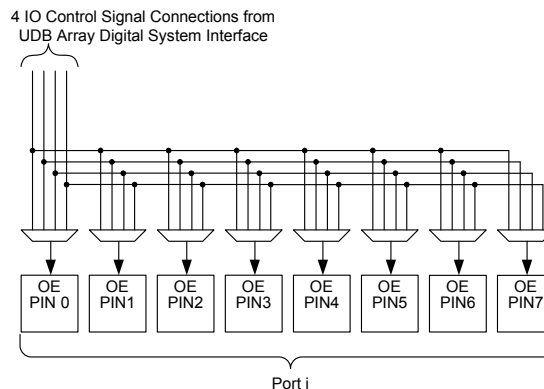 4 IO Control Signal Connections from
UDB Array Digital System Interface
OE
PIN 0
OE
PIN1
OE
PIN2
OE
PIN3
OE
PIN4
OE
PIN5
OE
PIN6
OE
PIN7
Port i